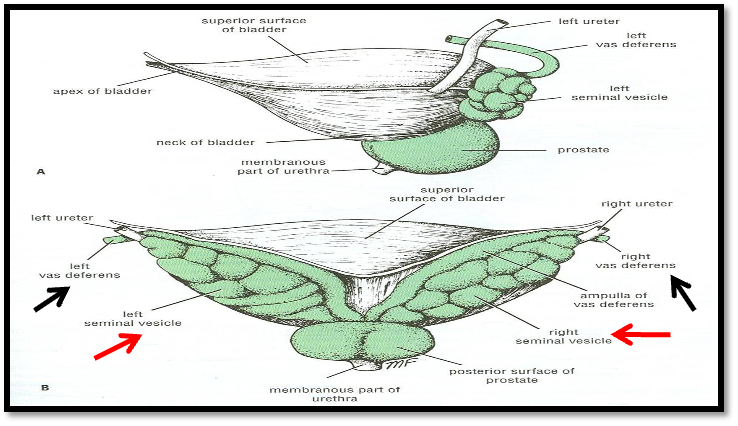 superior surface
of bladder
left ureter
left
vas deferens
apex of bladder
left
seminal vesicle
neck of bladder
prostate
membranous
part of urethra
A
superior
surface of bladder
left ureter
right ureter
left
vas deferens
right
vas deferens
ampulla of
vas deferens
left
seminal vesicle
right
seminal vesicle
MF
posterior surface of
prostate
B
membranous part of
urethra